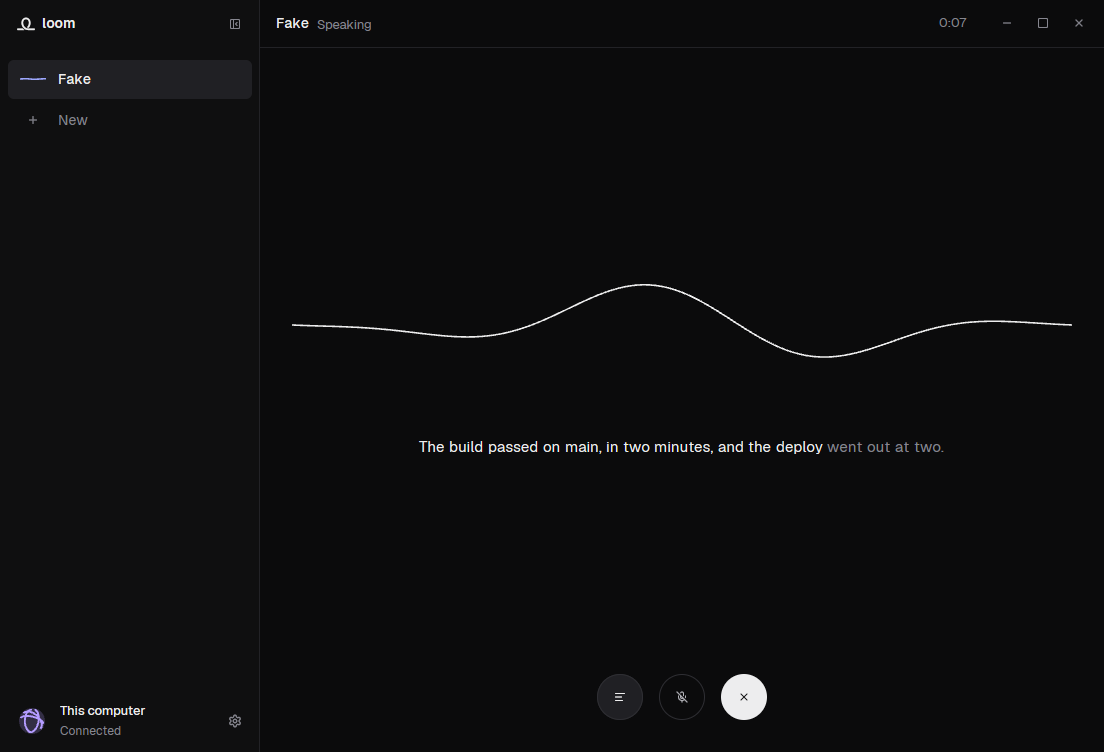 loom
Fake
New
This computer
Connected
Fake Speaking
0:07
The build passed on main, in two minutes, and the deploy went out at two.